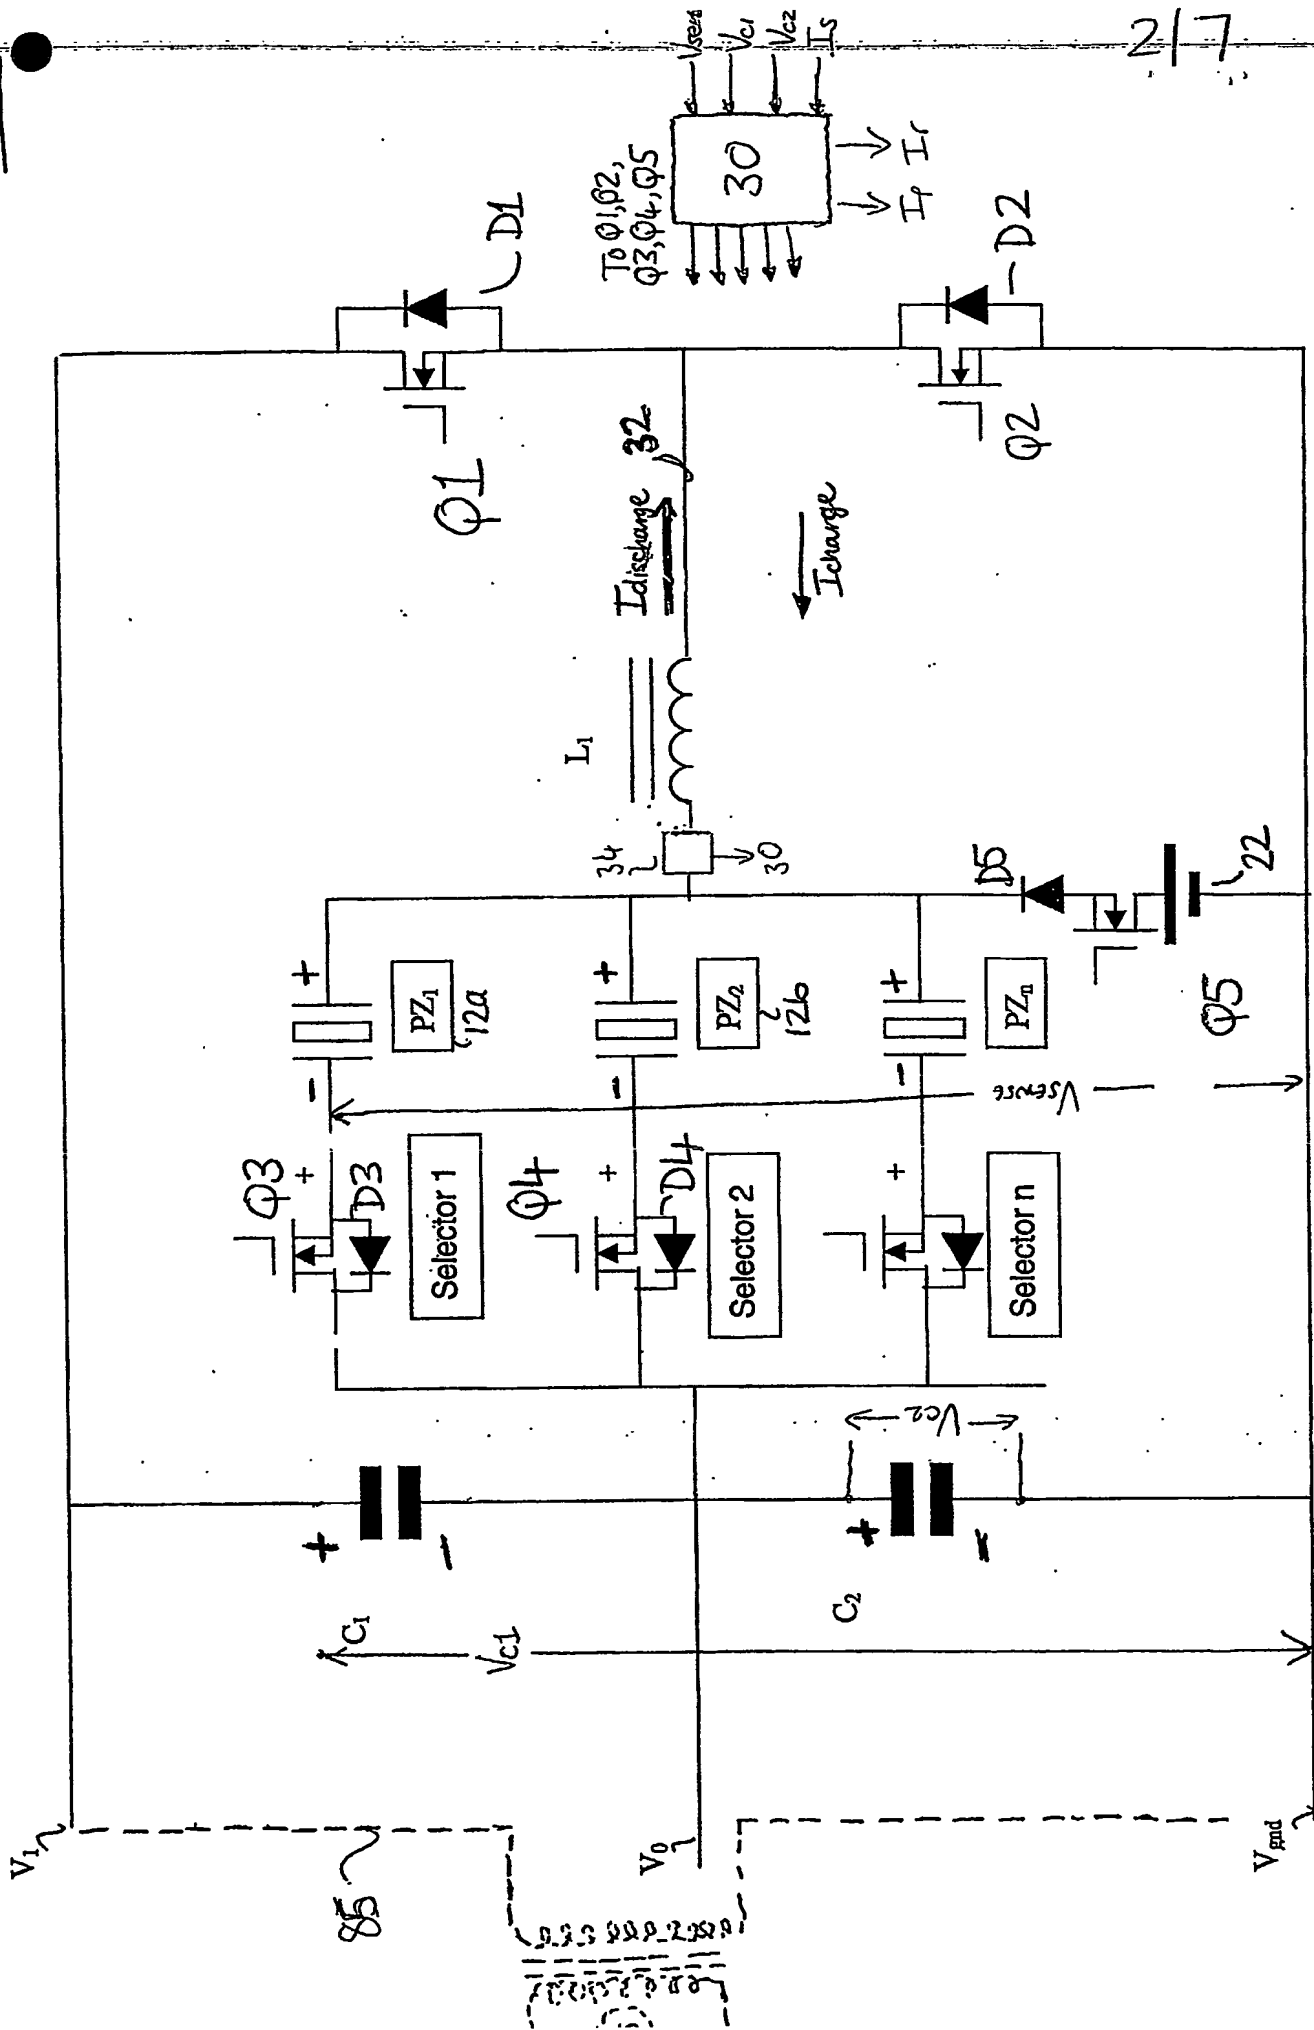 2/7
Vsense
Vc1
Vc2
Is
30
Ir
Ip
To Q1,Q2,
Q3,Q4,Q5
D1
D2
Q1
Q2
Idischarge
32
Icharge
L1
34
30
D5
22
Q5
+
-
PZ1
12a
+
-
PZ2
12b
+
-
PZn
Vsense
Q3
+
D3
Selector 1
Q4
+
D4
Selector 2
+
Selector n
Vc2
+
-
C1
Vc1
+
-
C2
V1
85
V0
Vgnd